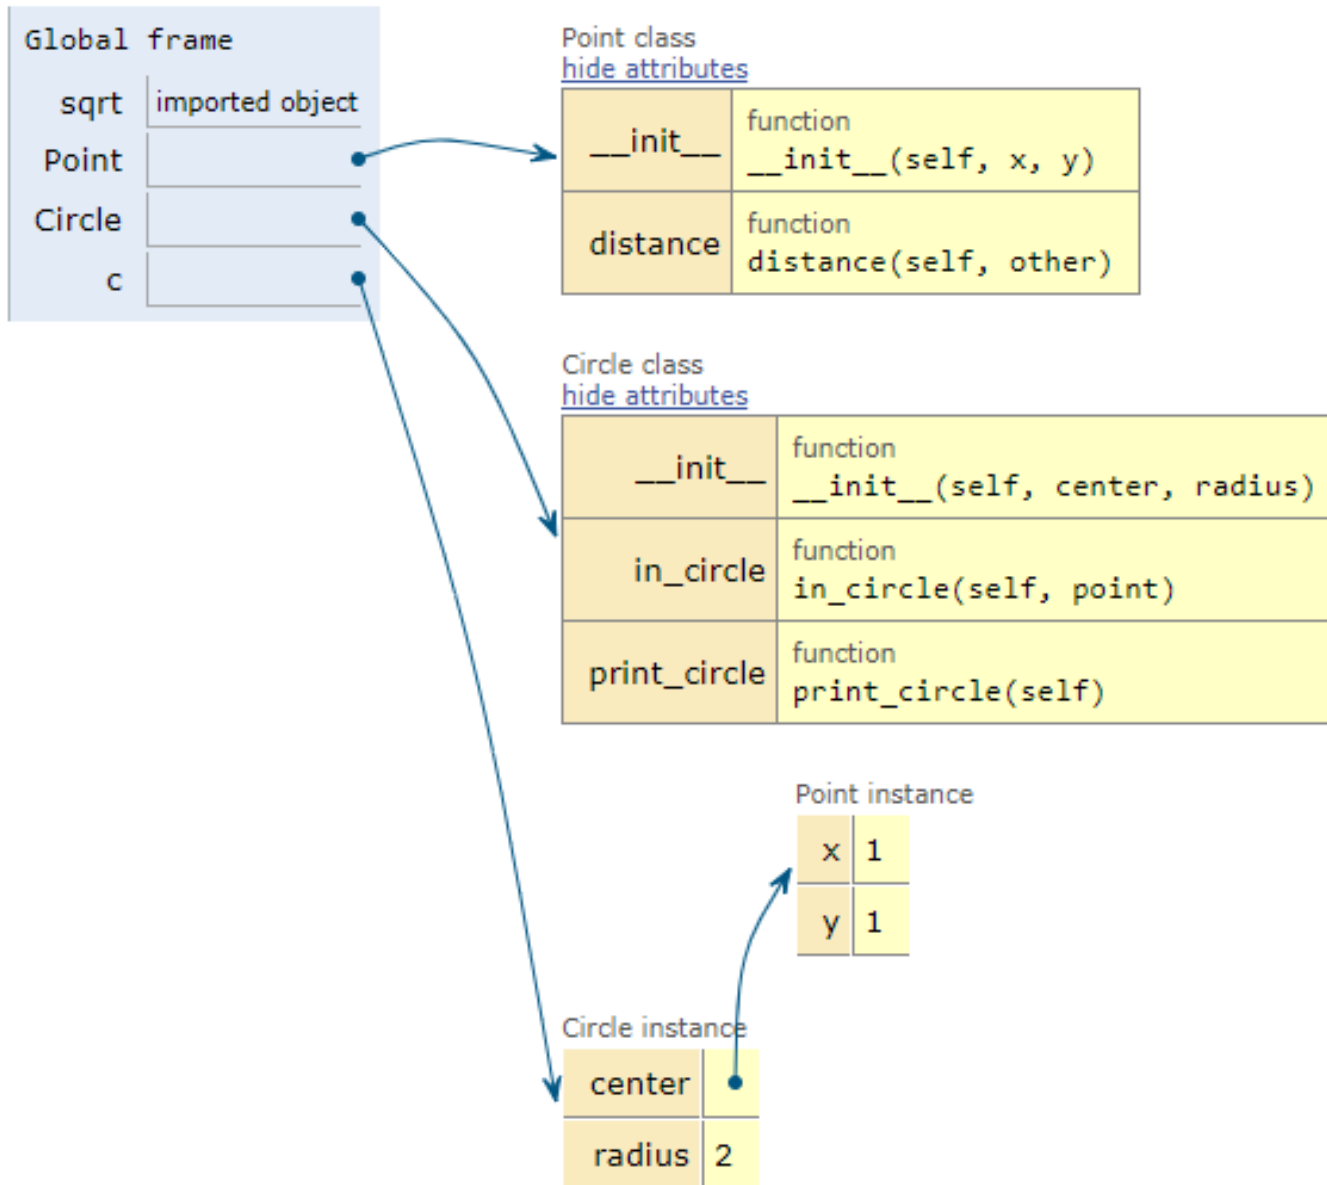 Global frame
sqrt imported object
Point
Circle
c
Point class
hide attributes
__init__ function
__init__(self, x, y)
distance function
distance(self, other)
Circle class
hide attributes
__init__ function
__init__(self, center, radius)
in_circle function
in_circle(self, point)
print_circle function
print_circle(self)
Point instance
x 1
y 1
Circle instance
center
radius 2